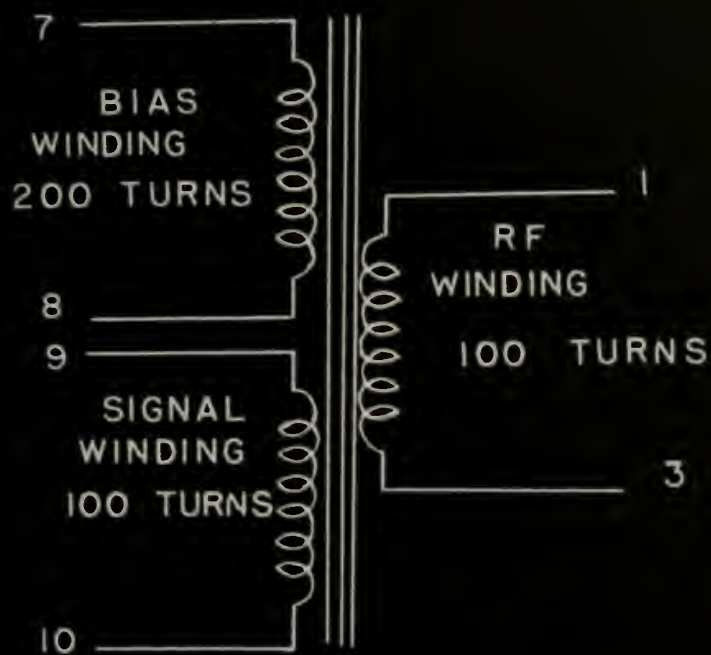 7
BIAS
WINDING
200 TURNS
8
9
SIGNAL
WINDING
100 TURNS
10
1
RF
WINDING
100 TURNS
3